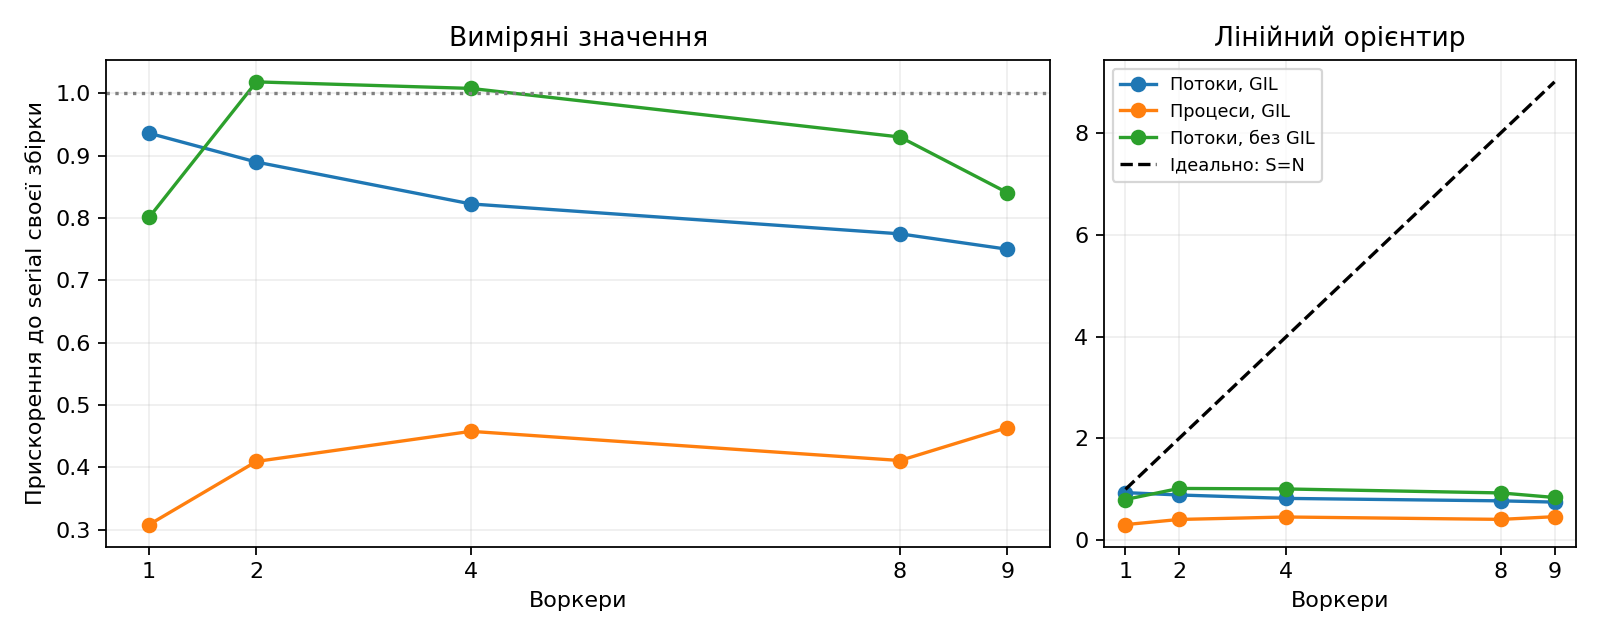 Виміряні значення
Прискорення до serial своєї збірки
1.0
0.9
0.8
0.7
0.6
0.5
0.4
0.3
1 2 4 8 9
Воркери
Лінійний орієнтир
Потоки, GIL
Процеси, GIL
Потоки, без GIL
Ідеально: S=N
8
6
4
2
0
1 2 4 8 9
Воркери